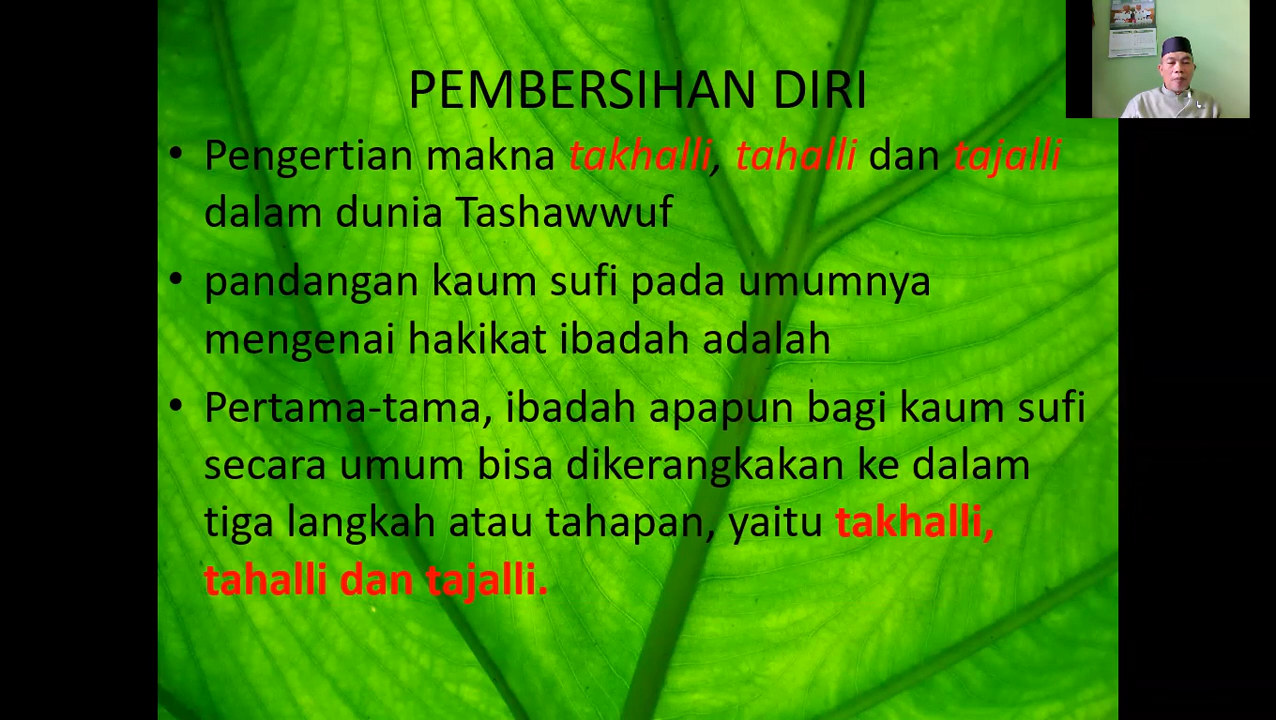 PEMBERSIHAN DIRI
• Pengertian makna takhalli, tahalli dan tajalli
dalam dunia Tashawwuf
• pandangan kaum sufi pada umumnya
mengenai hakikat ibadah adalah
• Pertama-tama, ibadah apapun bagi kaum sufi
secara umum bisa dikerangkakan ke dalam
tiga langkah atau tahapan, yaitu takhalli,
tahalli dan tajalli.